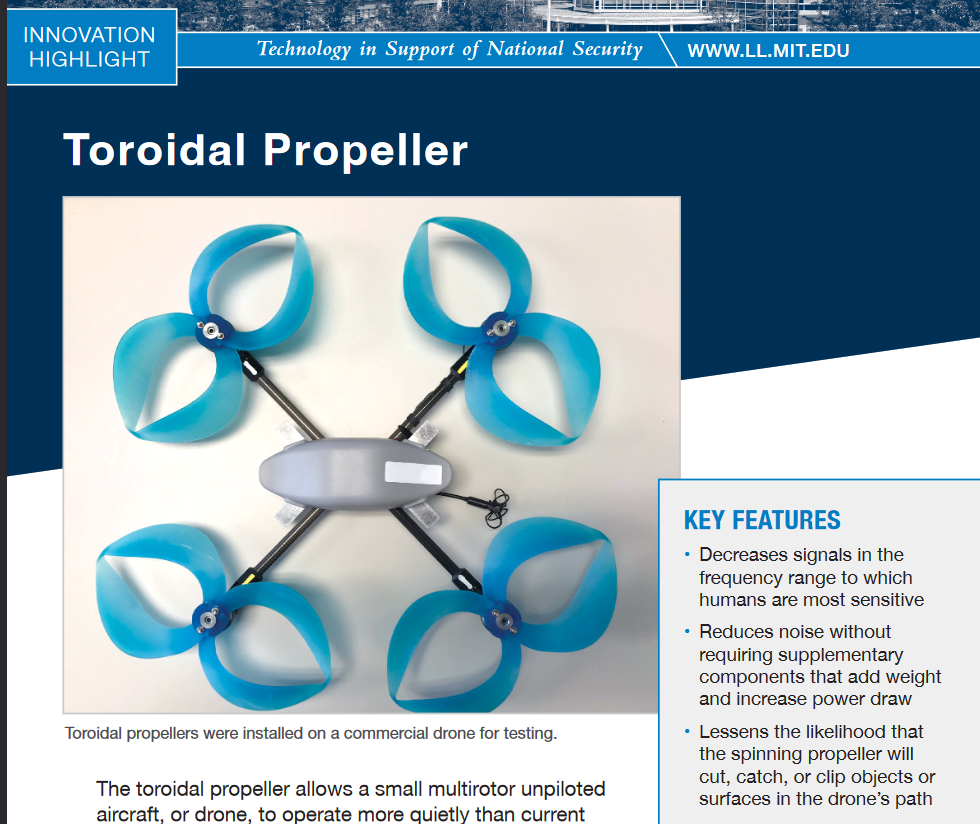 INNOVATION
HIGHLIGHT
Technology in Support of National Security
WWW.LL.MIT.EDU
Toroidal Propeller
Toroidal propellers were installed on a commercial drone for testing.
The toroidal propeller allows a small multirotor unpiloted
aircraft, or drone, to operate more quietly than current
KEY FEATURES
• Decreases signals in the
frequency range to which
humans are most sensitive
• Reduces noise without
requiring supplementary
components that add weight
and increase power draw
• Lessens the likelihood that
the spinning propeller will
cut, catch, or clip objects or
surfaces in the drone's path